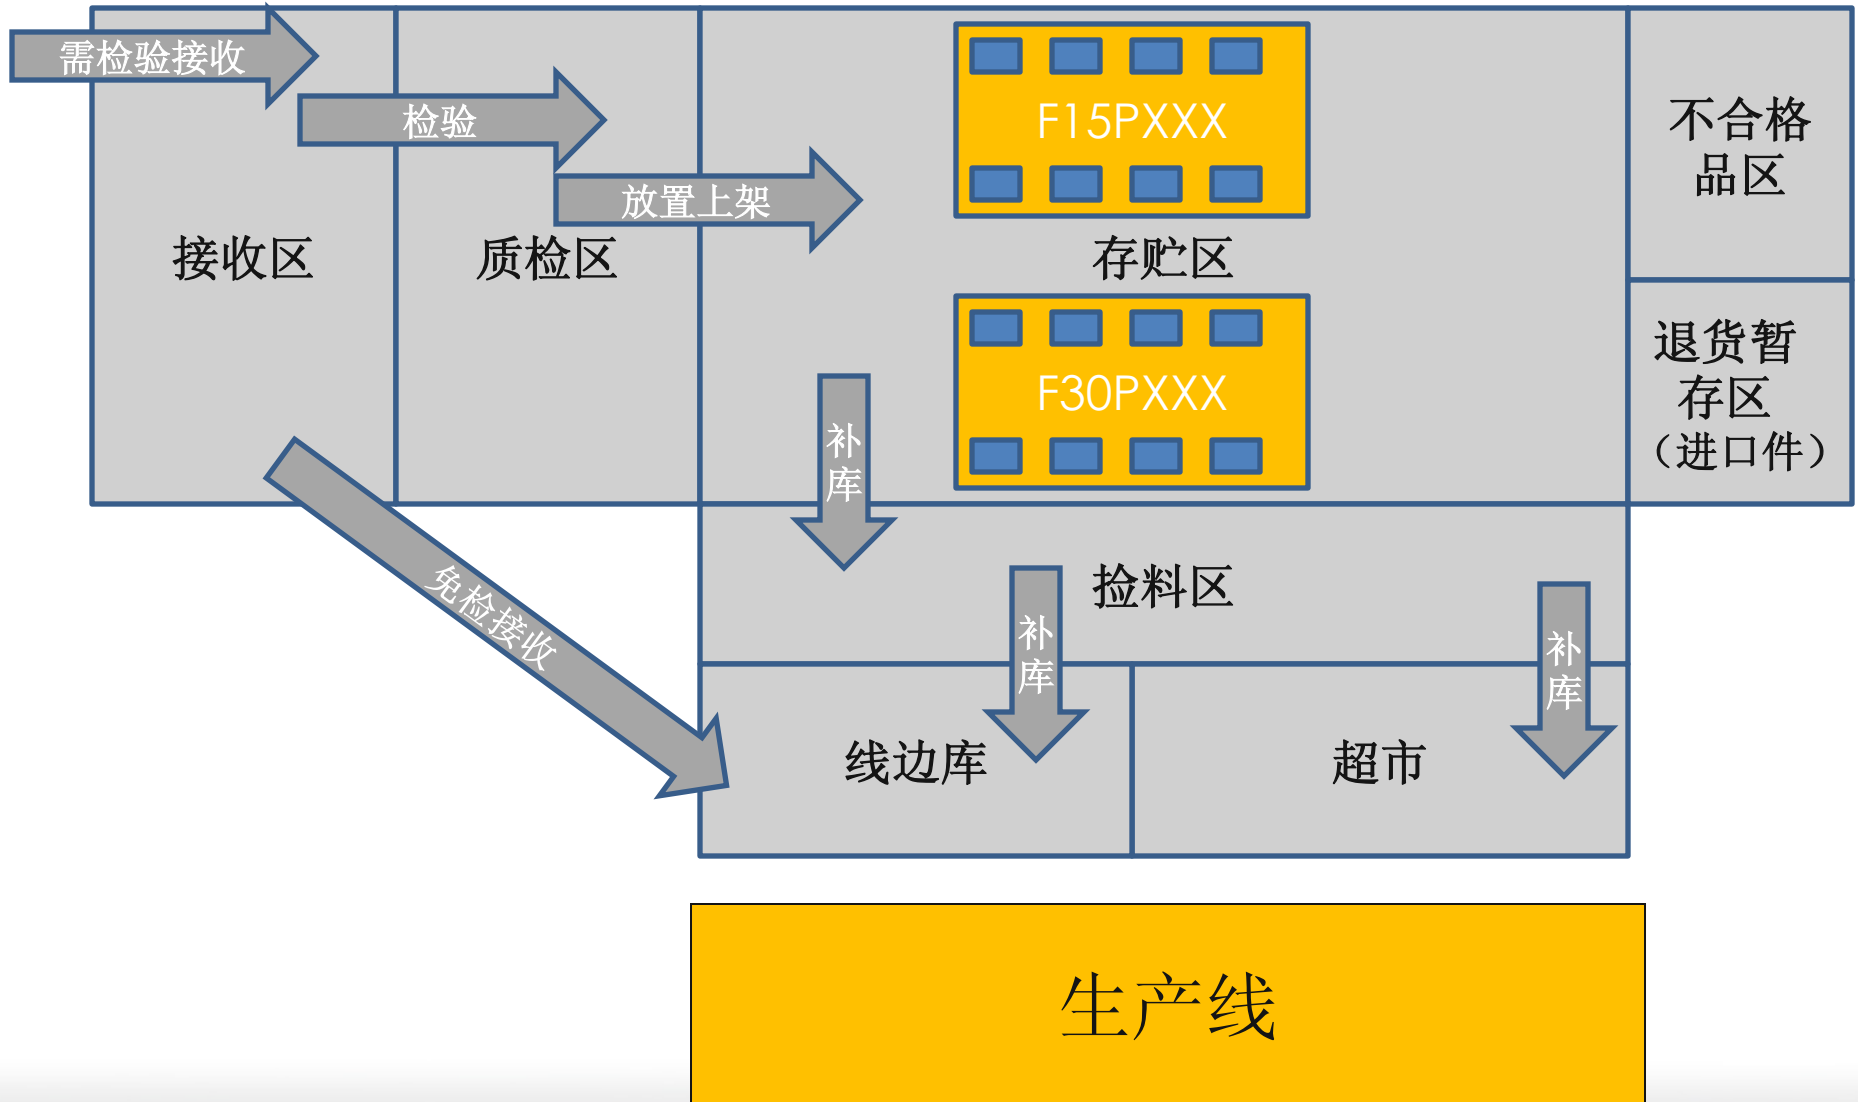 需检验接收
检验
放置上架
F15PXXX
不合格
品区
接收区
质检区
存贮区
F30PXXX
退货暂
存区
（进口件）
补
库
免检接收
捡料区
补
库
补
库
线边库
超市
生产线